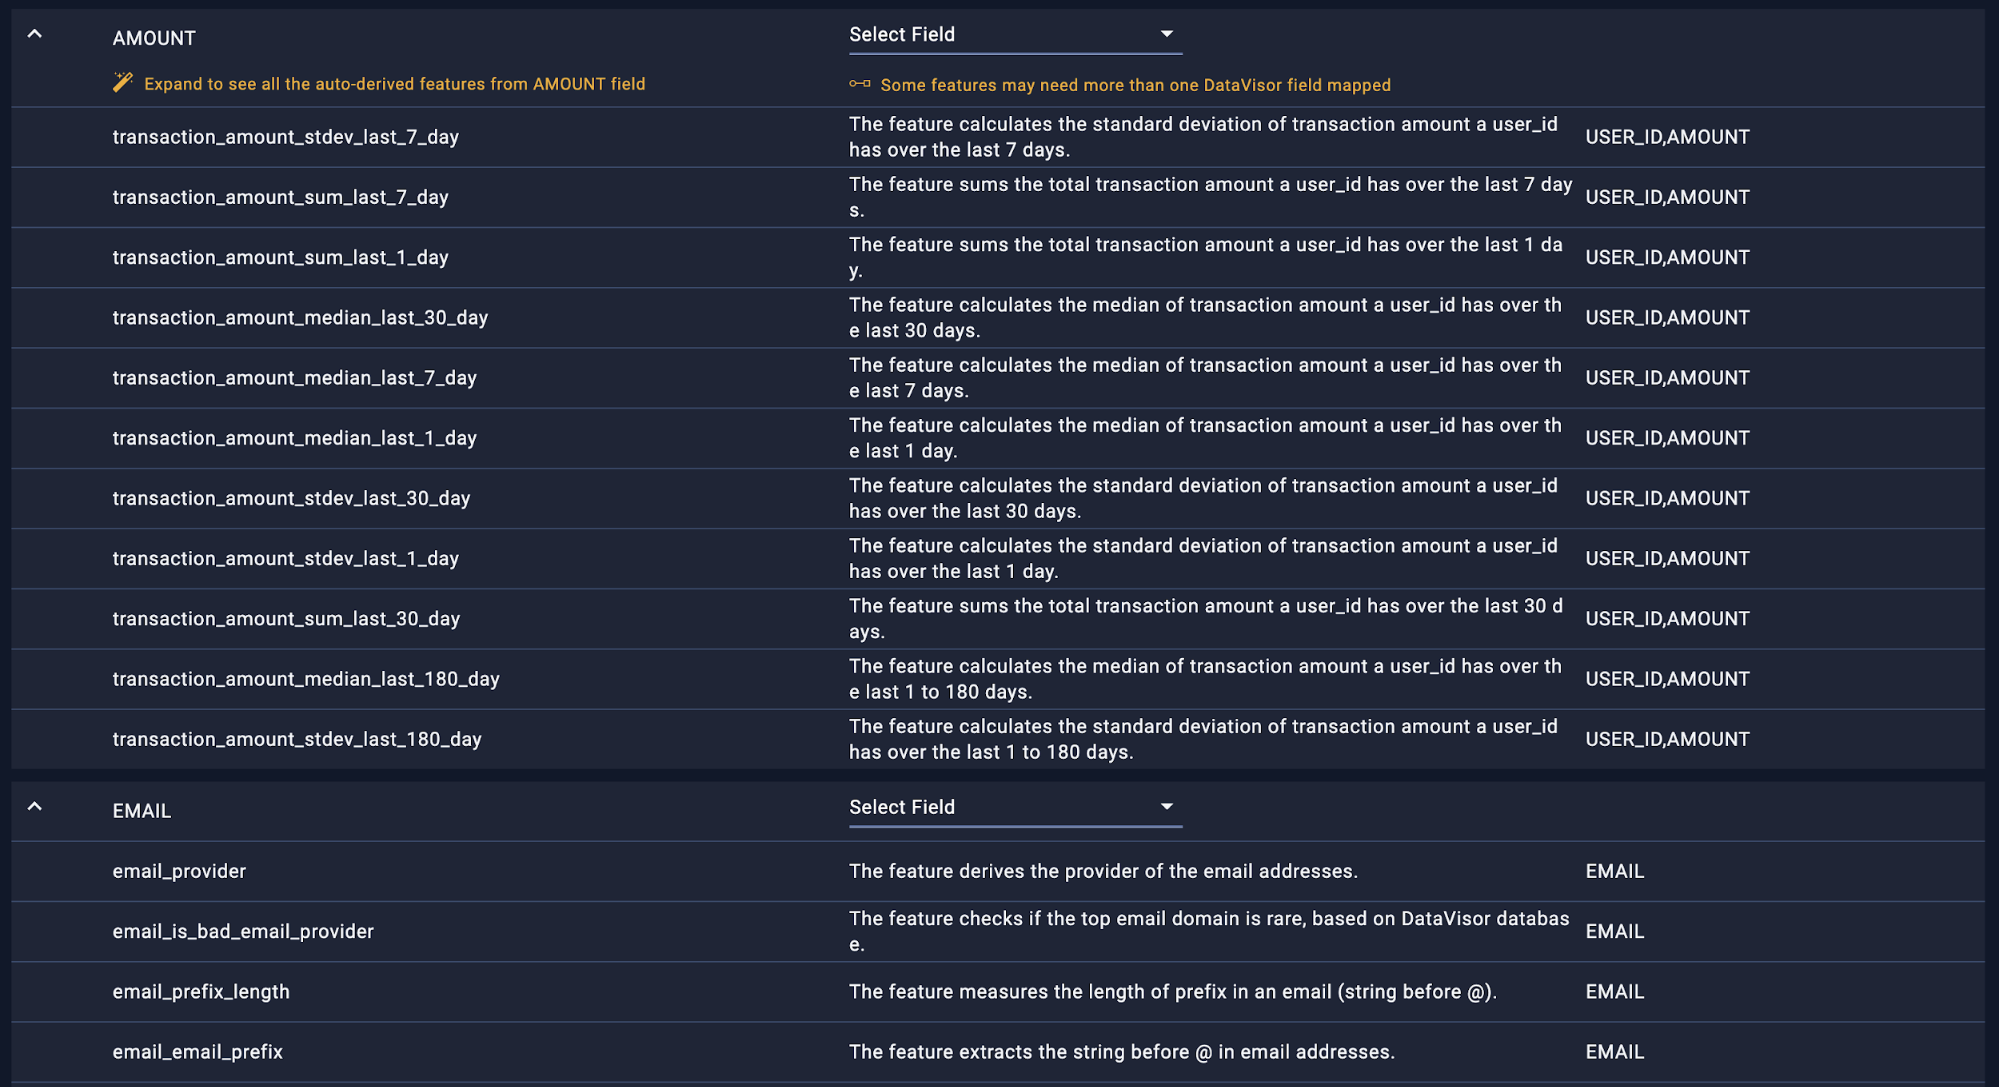 AMOUNT
Select Field
Expand to see all the auto-derived features from AMOUNT field
Some features may need more than one DataVisor field mapped
transaction_amount_stdev_last_7_day
The feature calculates the standard deviation of transaction amount a user_id
has over the last 7 days.
USER_ID,AMOUNT
transaction_amount_sum_last_7_day
The feature sums the total transaction amount a user_id has over the last 7 day
s.
USER_ID,AMOUNT
transaction_amount_sum_last_1_day
The feature sums the total transaction amount a user_id has over the last 1 da
y.
USER_ID,AMOUNT
transaction_amount_median_last_30_day
The feature calculates the median of transaction amount a user_id has over th
e last 30 days.
USER_ID,AMOUNT
transaction_amount_median_last_7_day
The feature calculates the median of transaction amount a user_id has over th
e last 7 days.
USER_ID,AMOUNT
transaction_amount_median_last_1_day
The feature calculates the median of transaction amount a user_id has over th
e last 1 day.
USER_ID,AMOUNT
transaction_amount_stdev_last_30_day
The feature calculates the standard deviation of transaction amount a user_id
has over the last 30 days.
USER_ID,AMOUNT
transaction_amount_stdev_last_1_day
The feature calculates the standard deviation of transaction amount a user_id
has over the last 1 day.
USER_ID,AMOUNT
transaction_amount_sum_last_30_day
The feature sums the total transaction amount a user_id has over the last 30 d
ays.
USER_ID,AMOUNT
transaction_amount_median_last_180_day
The feature calculates the median of transaction amount a user_id has over th
e last 1 to 180 days.
USER_ID,AMOUNT
transaction_amount_stdev_last_180_day
The feature calculates the standard deviation of transaction amount a user_id
has over the last 1 to 180 days.
USER_ID,AMOUNT
EMAIL
Select Field
email_provider
The feature derives the provider of the email addresses.
EMAIL
email_is_bad_email_provider
The feature checks if the top email domain is rare, based on DataVisor databas
e.
EMAIL
email_prefix_length
The feature measures the length of prefix in an email (string before @).
EMAIL
email_email_prefix
The feature extracts the string before @ in email addresses.
EMAIL